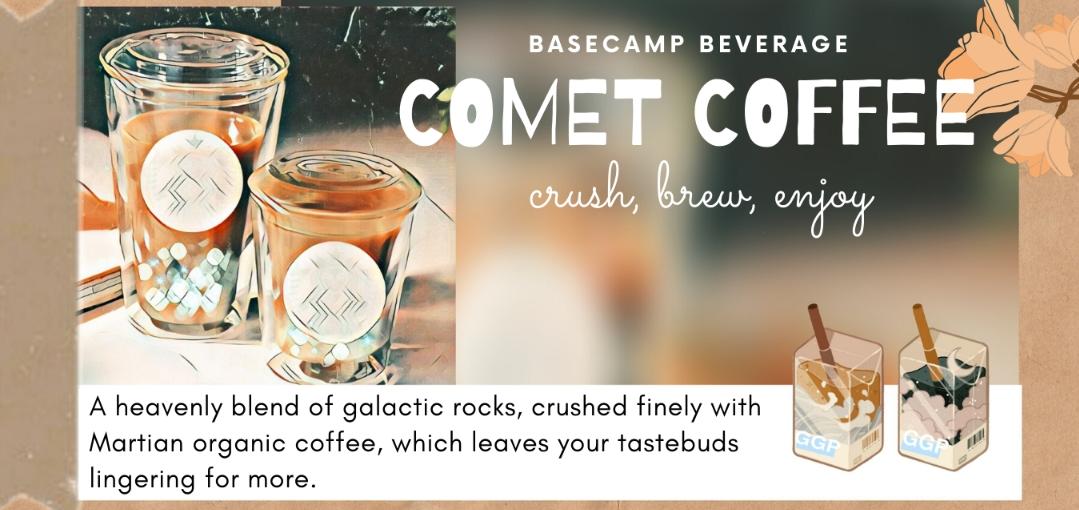 BASECAMP BEVERAGE
COMET COFFEE
crush, brew, enjoy
GGP GGP
A heavenly blend of galactic rocks, crushed finely with
Martian organic coffee, which leaves your tastebuds
lingering for more.